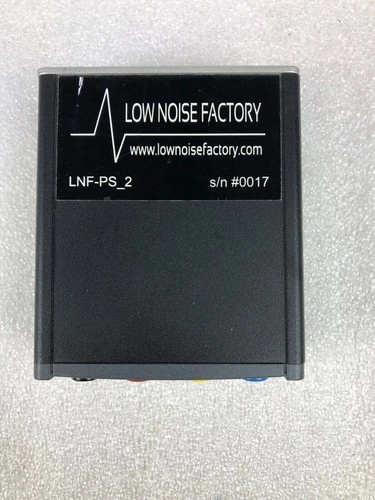 LOW NOISE FACTORY
www.lownoisefactory.com
LNF-PS_2 s/n #0017